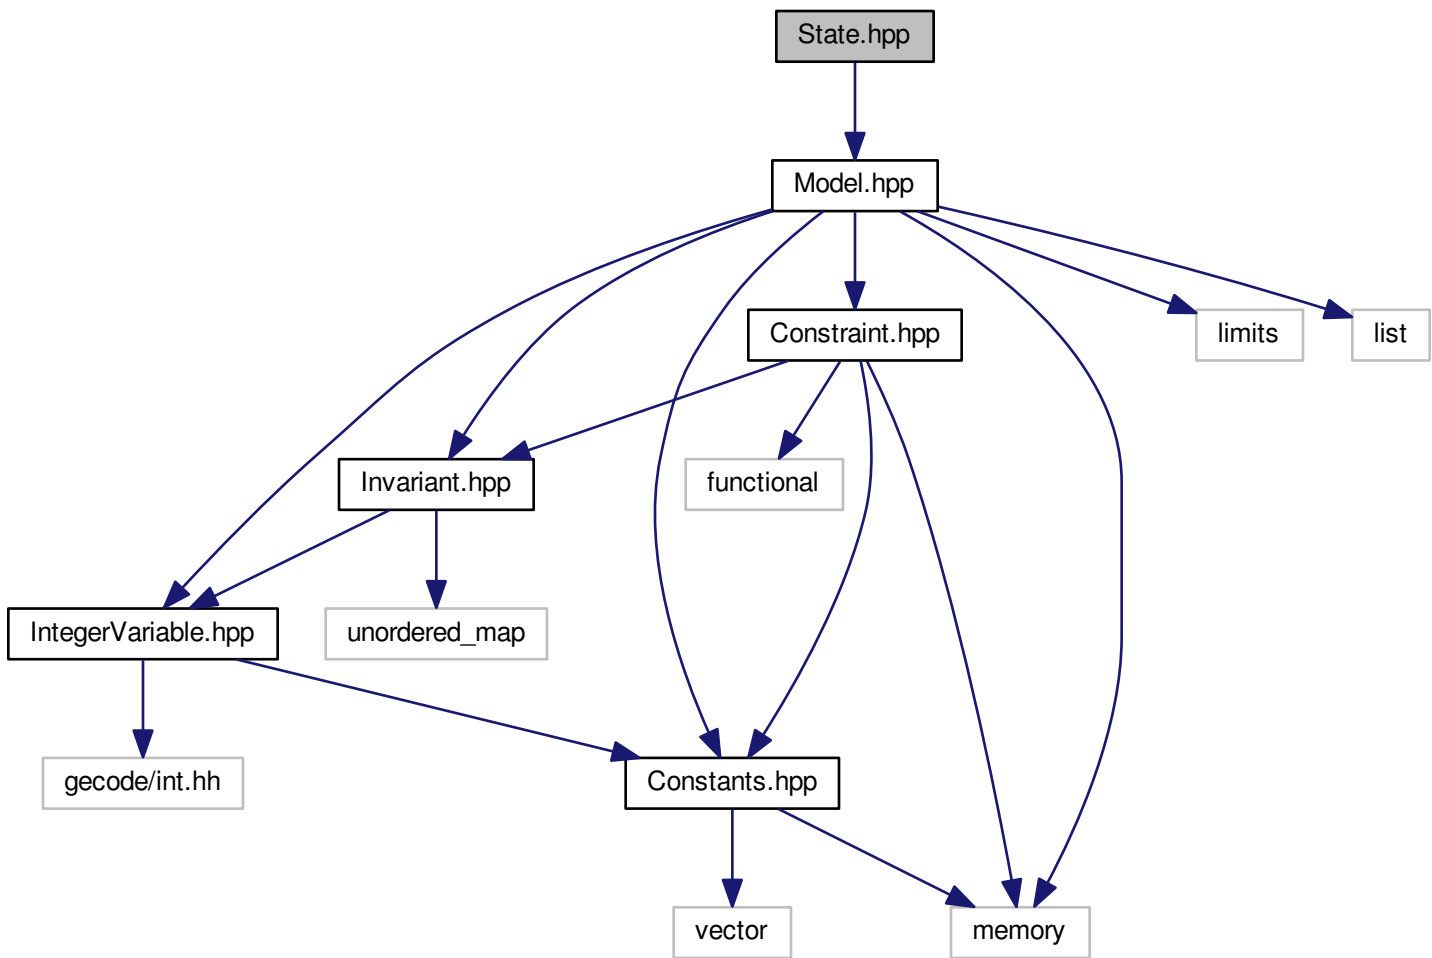 State.hpp
Model.hpp
Constraint.hpp
limits
list
Invariant.hpp
functional
IntegerVariable.hpp
unordered_map
gecode/int.hh
Constants.hpp
vector
memory